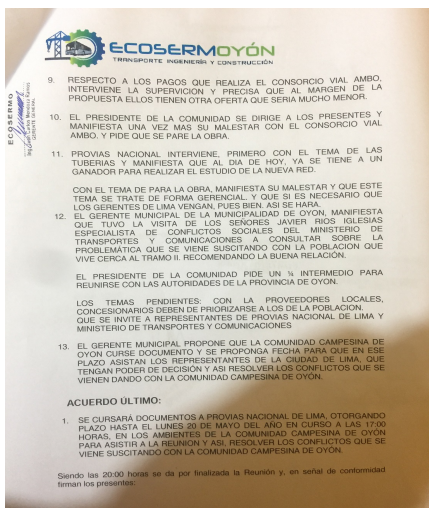 ECOSERMOYÓN
TRANSPORTE INGENIERÍA Y CONSTRUCCIÓN
ECOSERMO
GERENTE GENERAL
9. RESPECTO A LOS PAGOS QUE REALIZA EL CONSORCIO VIAL AMBO,
INTERVIENE LA SUPERVICION Y PRECISA QUE AL MARGEN DE LA
PROPUESTA ELLOS TIENEN OTRA OFERTA QUE SERIA MUCHO MENOR.
10. EL PRESIDENTE DE LA COMUNIDAD SE DIRIGE A LOS PRESENTES Y
MANIFIESTA UNA VEZ MAS SU MALESTAR CON EL CONSORCIO VIAL
AMBO. Y PIDE QUE SE PARE LA OBRA.
11. PROVIAS NACIONAL INTERVIENE, PRIMERO CON EL TEMA DE LAS
TUBERIAS Y MANIFIESTA QUE AL DIA DE HOY, YA SE TIENE A UN
GANADOR PARA REALIZAR EL ESTUDIO DE LA NUEVA RED.
CON EL TEMA DE PARA LA OBRA, MANIFIESTA SU MALESTAR Y QUE ESTE
TEMA SE TRATE DE FORMA GERENCIAL. Y QUE SI ES NECESARIO QUE
LOS GERENTES DE LIMA VENGAN, PUES BIEN. ASI SE HARA.
12. EL GERENTE MUNICIPAL DE LA MUNICIPALIDAD DE OYON, MANIFIESTA
QUE TUVO LA VISITA DE LOS SEÑORES JAVIER RIOS IGLESIAS
ESPECIALISTA DE CONFLICTOS SOCIALES DEL MINISTERIO DE
TRANSPORTES Y COMUNICACIONES A CONSULTAR SOBRE LA
PROBLEMÁTICA QUE SE VIENE SUSCITANDO CON LA POBLACIÓN QUE
VIVE CERCA AL TRAMO II. RECOMENDANDO LA BUENA RELACIÓN.
EL PRESIDENTE DE LA COMUNIDAD PIDE UN ¼ INTERMEDIO PARA
REUNIRSE CON LAS AUTORIDADES DE LA PROVINCIA DE OYON.
LOS TEMAS PENDIENTES: CON LA PROVEEDORES LOCALES,
CONCESIONARIOS DEBEN DE PRIORIZARSE A LOS DE LA POBLACIÓN.
QUE SE INVITE A REPRESENTANTES DE PROVIAS NACIONAL DE LIMA Y
MINISTERIO DE TRANSPORTES Y COMUNICACIONES
13. EL GERENTE MUNICIPAL PROPONE QUE LA COMUNIDAD CAMPESINA DE
OYON CURSE DOCUMENTO Y SE PROPONGA FECHA PARA QUE EN ESE
PLAZO ASISTAN LOS REPRESENTANTES DE LA CIUDAD DE LIMA, QUE
TENGAN PODER DE DECISIÓN Y ASI RESOLVER LOS CONFLICTOS QUE SE
VIENEN DANDO CON LA COMUNIDAD CAMPESINA DE OYÓN.
ACUERDO ÚLTIMO:
1. SE CURSARÁ DOCUMENTOS A PROVIAS NACIONAL DE LIMA, OTORGANDO
PLAZO HASTA EL LUNES 20 DE MAYO DEL AÑO EN CURSO A LAS 17:00
HORAS, EN LOS AMBIENTES DE LA COMUNIDAD CAMPESINA DE OYÓN
PARA ASISTIR A LA REUNION Y ASI, RESOLVER LOS CONFLICTOS QUE SE
VIENE SUSCITANDO CON LA COMUNIDAD CAMPESINA DE OYÓN.
Siendo las 20:00 horas se da por finalizada la Reunión y, en señal de conformidad
firman los presentes: